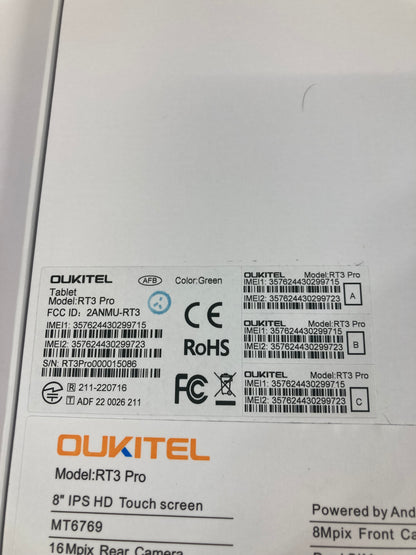 OUKITEL
AFB
Color:Green
Tablet
Model:RT3 Pro
FCC ID: 2ANMU-RT3
IMEI1: 357624430299715
IMEI2: 357624430299723
S/N: RT3Pro000015086
R 211-220716
T ADF 22 0026 211
CE
RoHS
FC
OUKITEL Model:RT3 Pro
IMEI1: 357624430299715
IMEI2: 357624430299723
A
OUKITEL Model:RT3 Pro
IMEI1: 357624430299715
IMEI2: 357624430299723
B
OUKITEL Model:RT3 Pro
IMEI1: 357624430299715
IMEI2: 357624430299723
C
OUKITEL
Model:RT3 Pro
8" IPS HD Touch screen
MT6769
16Mpix Rear Camera
Powered by And
8Mpix Front Ca